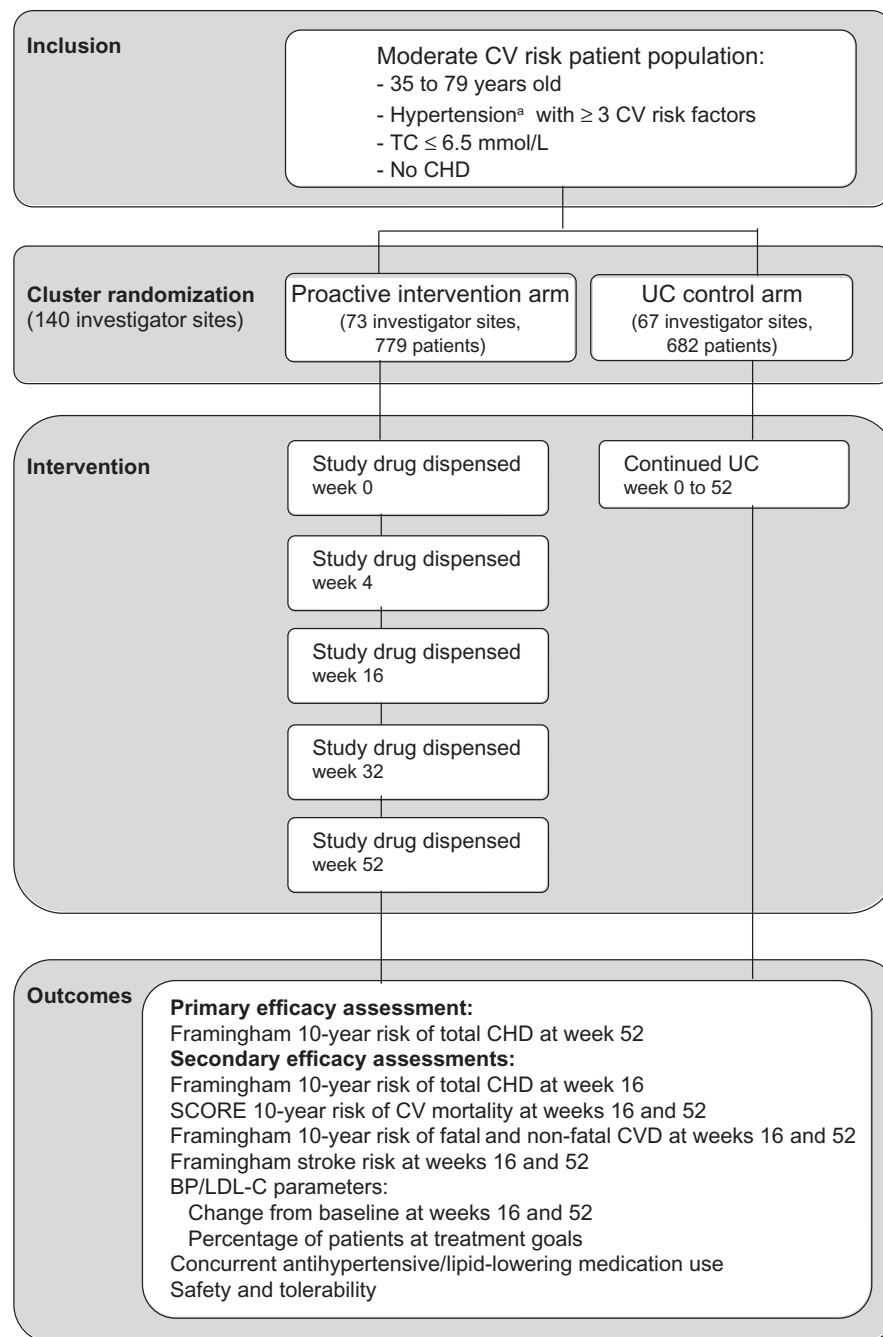 Inclusion
Moderate CV risk patient population:
- 35 to 79 years old
- Hypertensionᵃ with ≥ 3 CV risk factors
- TC ≤ 6.5 mmol/L
- No CHD
Cluster randomization
(140 investigator sites)
Proactive intervention arm
(73 investigator sites,
779 patients)
UC control arm
(67 investigator sites,
682 patients)
Intervention
Study drug dispensed
week 0
Continued UC
week 0 to 52
Study drug dispensed
week 4
Study drug dispensed
week 16
Study drug dispensed
week 32
Study drug dispensed
week 52
Outcomes
Primary efficacy assessment:
Framingham 10-year risk of total CHD at week 52
Secondary efficacy assessments:
Framingham 10-year risk of total CHD at week 16
SCORE 10-year risk of CV mortality at weeks 16 and 52
Framingham 10-year risk of fatal and non-fatal CVD at weeks 16 and 52
Framingham stroke risk at weeks 16 and 52
BP/LDL-C parameters:
Change from baseline at weeks 16 and 52
Percentage of patients at treatment goals
Concurrent antihypertensive/lipid-lowering medication use
Safety and tolerability